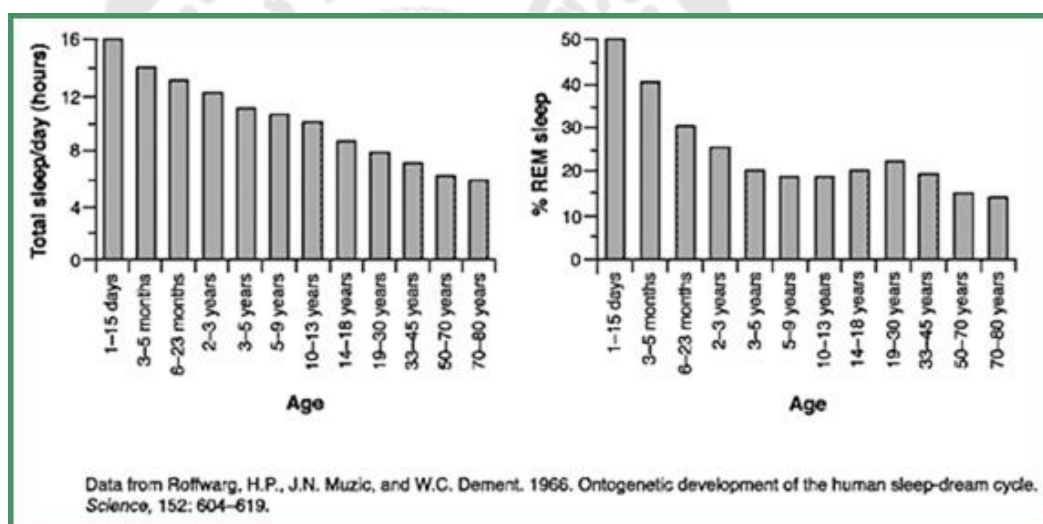 Total sleep/day (hours)
16
12
8
4
0
1–15 days
3–5 months
6–23 months
2–3 years
3–5 years
5–9 years
10–13 years
14–18 years
19–30 years
33–45 years
50–70 years
70–80 years
Age
% REM sleep
50
40
30
20
10
0
1–15 days
3–5 months
6–23 months
2–3 years
3–5 years
5–9 years
10–13 years
14–18 years
19–30 years
33–45 years
50–70 years
70–80 years
Age
Data from Roffwarg, H.P., J.N. Muzic, and W.C. Dement. 1966. Ontogenetic development of the human sleep-dream cycle.
Science, 152: 604–619.